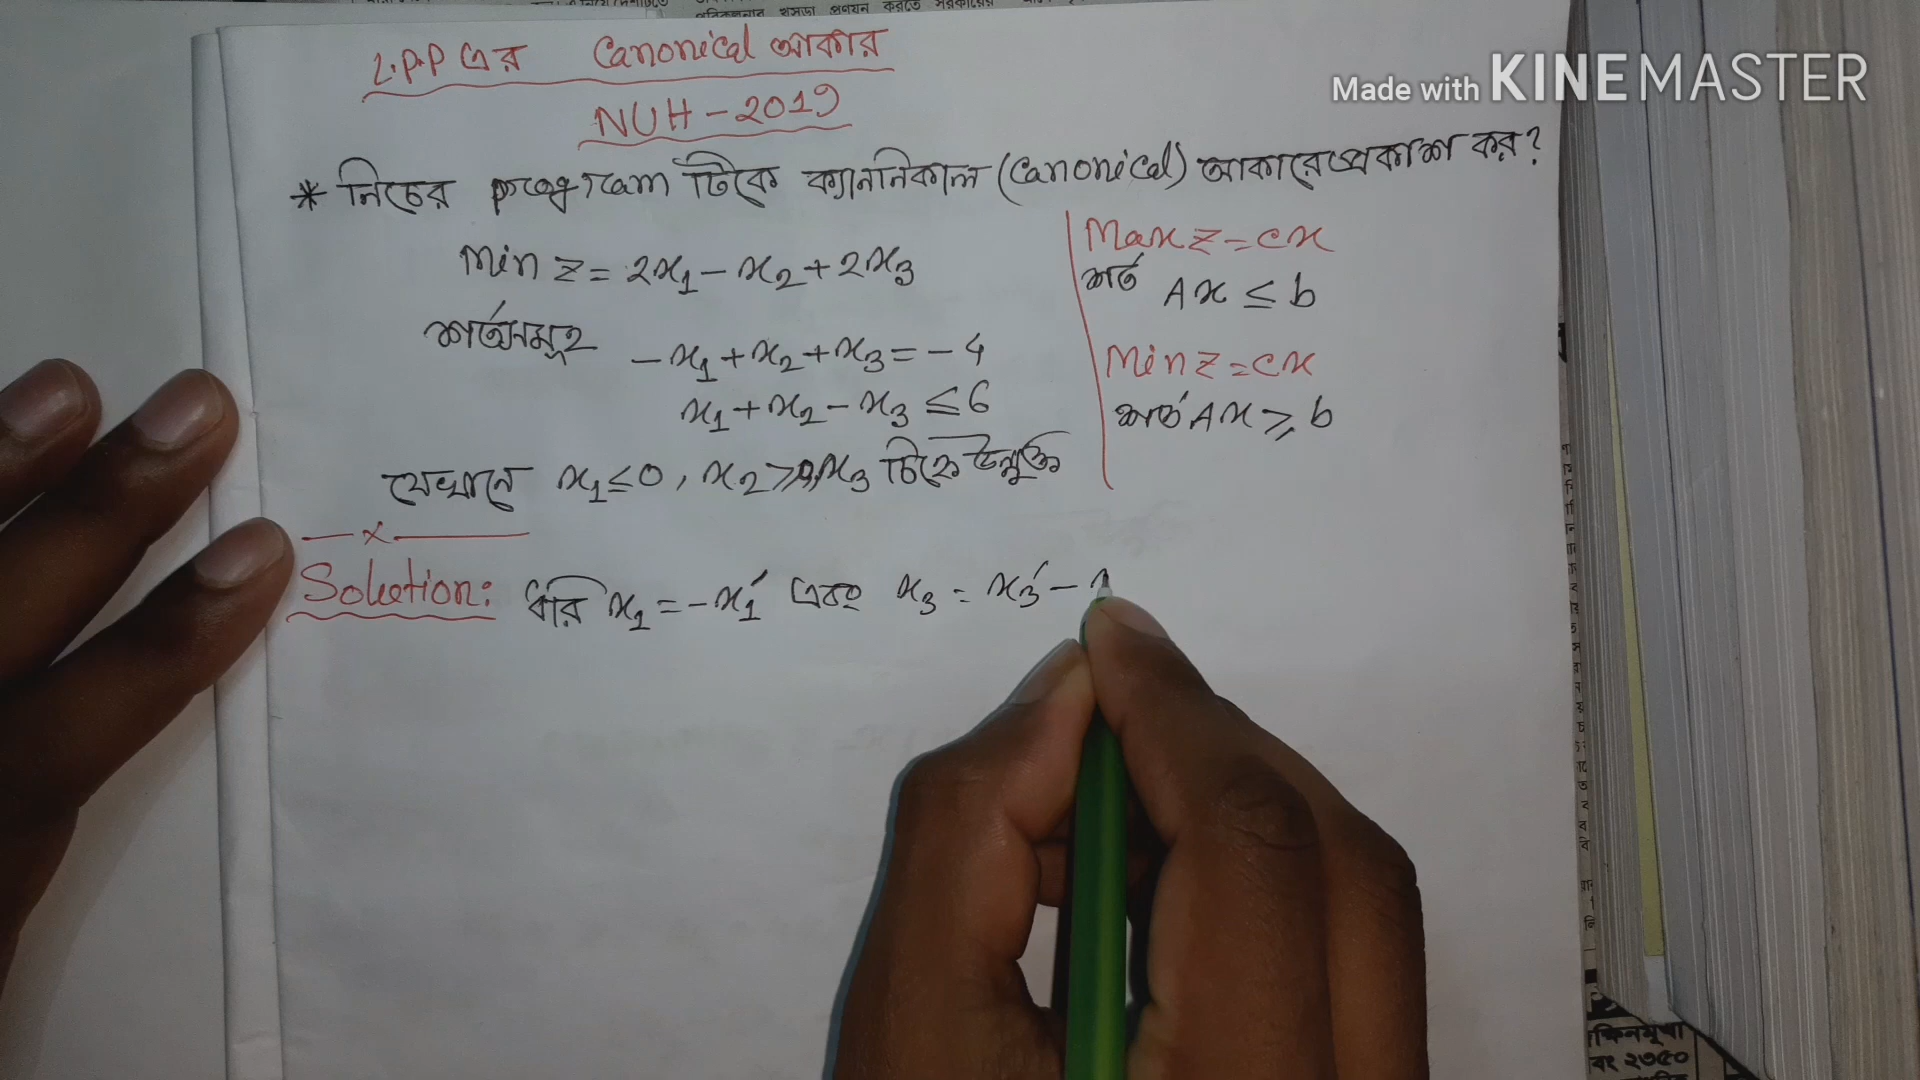 L.P.P এর Canonical আকার
NUH-2019
Made with KINEMASTER
* নিচের program টিকে ক্যাননিকাল (Canonical) আকারে প্রকাশ কর?
Min z = 2x₁ - x₂ + 2x₃
শর্তসমূহ -x₁ + x₂ + x₃ = -4
x₁ + x₂ - x₃ ≤ 6
যেখানে x₁ ≤ 0, x₂ ≥ 0, x₃ চিহ্নে উন্মুক্ত
Max z = cx
শর্ত Ax ≤ b
Min z = cx
শর্ত Ax ≥ b
Solution: ধরি x₁ = -x₁′ এবং x₃ = x₃′ -